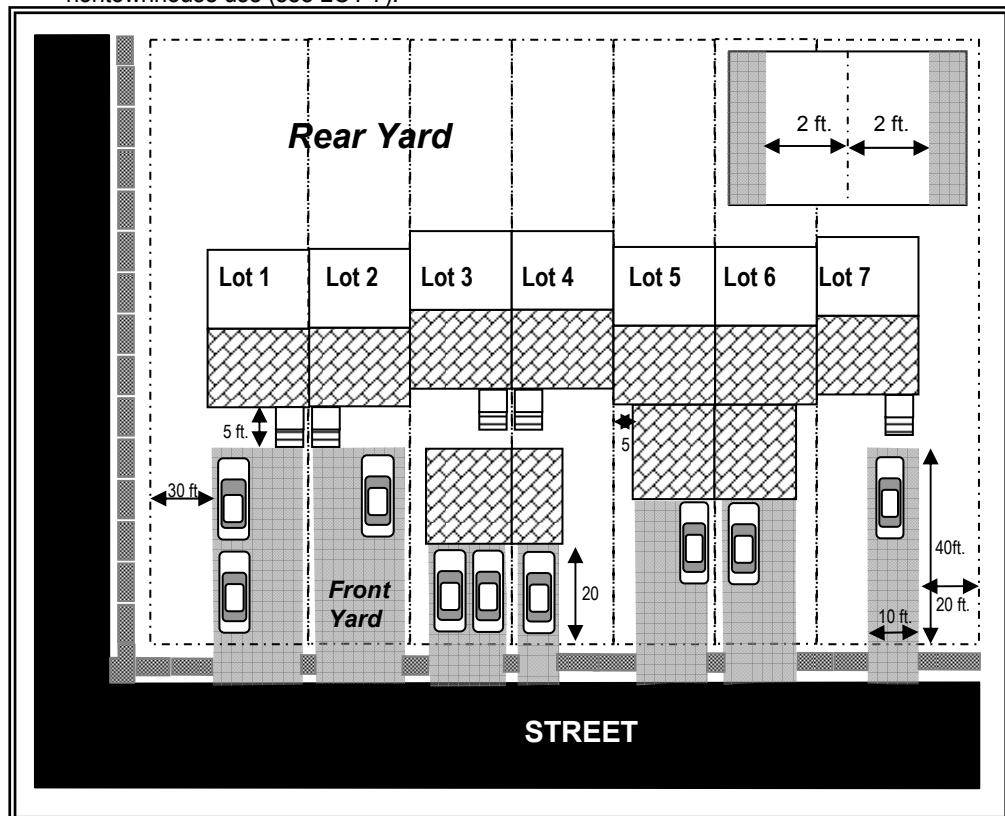 Rear Yard
2 ft. 2 ft.
Lot 1 Lot 2 Lot 3 Lot 4 Lot 5 Lot 6 Lot 7
5 ft.
5
30 ft
Front
Yard
20
40ft.
20 ft.
10 ft.
STREET